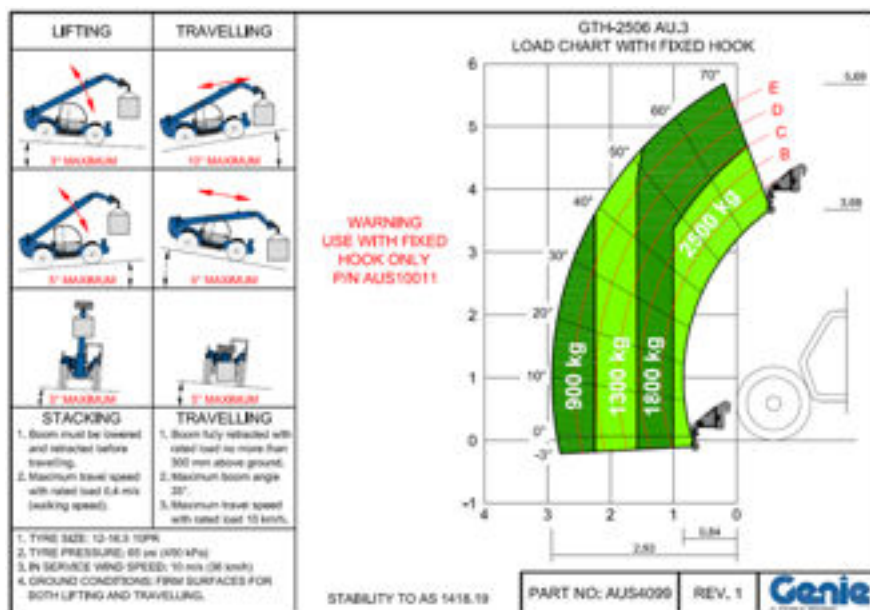 LIFTING
TRAVELLING
5° MAXIMUM
10° MAXIMUM
5° MAXIMUM
5° MAXIMUM
5° MAXIMUM
5° MAXIMUM
STACKING
1. Boom must be lowered
and retracted before
travelling.
2. Maximum travel speed
with rated load 0,4 m/s
(walking speed).
TRAVELLING
1. Boom fully retracted with
rated load no more than
300 mm above ground.
2. Maximum boom angle
3. Maximum travel speed
with rated load 10 km/h.
1. TYRE SIZE: 12-16,5 10PR
2. TYRE PRESSURE: 65 psi (450 kPa)
3. IN SERVICE WIND SPEED: 10 m/s (36 km/h)
4. GROUND CONDITIONS: FIRM SURFACES FOR
BOTH LIFTING AND TRAVELLING.
WARNING
USE WITH FIXED
HOOK ONLY
P/N AUS10011
GTH-2506 AU.3
LOAD CHART WITH FIXED HOOK
6
5
4
3
2
1
0
-1
4
3
2
1
0
70°
60°
50°
40°
30°
20°
10°
0°
-3°
E
D
C
B
900 kg
1300 kg
1800 kg
2500 kg
5,69
3,68
0,84
2,93
STABILITY TO AS 1418.19
PART NO: AUS4099
REV. 1
Genie